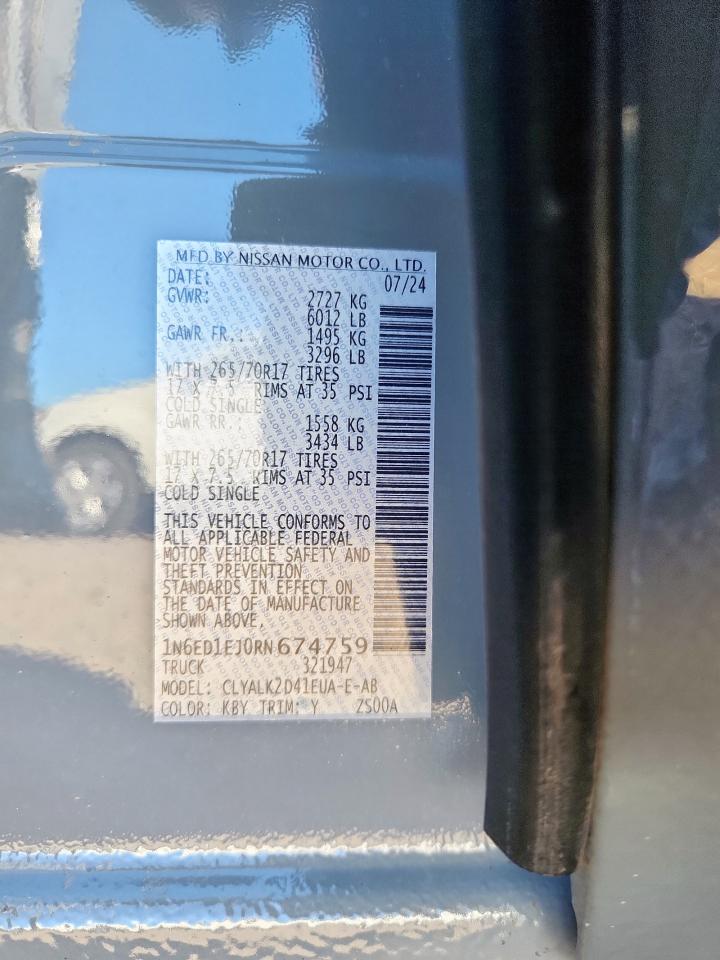 MFD BY NISSAN MOTOR CO., LTD.
DATE: 07/24
GVWR: 2727 KG
6012 LB
GAWR FR.: 1495 KG
3296 LB
WITH 265/70R17 TIRES
17 X 7.5 RIMS AT 35 PSI
COLD SINGLE
GAWR RR.: 1558 KG
3434 LB
WITH 265/70R17 TIRES
17 X 7.5 RIMS AT 35 PSI
COLD SINGLE
THIS VEHICLE CONFORMS TO
ALL APPLICABLE FEDERAL
MOTOR VEHICLE SAFETY AND
THEFT PREVENTION
STANDARDS IN EFFECT ON
THE DATE OF MANUFACTURE
SHOWN ABOVE.
1N6ED1EJ0RN674759
TRUCK 321947
MODEL: CLYALK2D41EUA-E-AB
COLOR: KBY TRIM: Y ZS00A